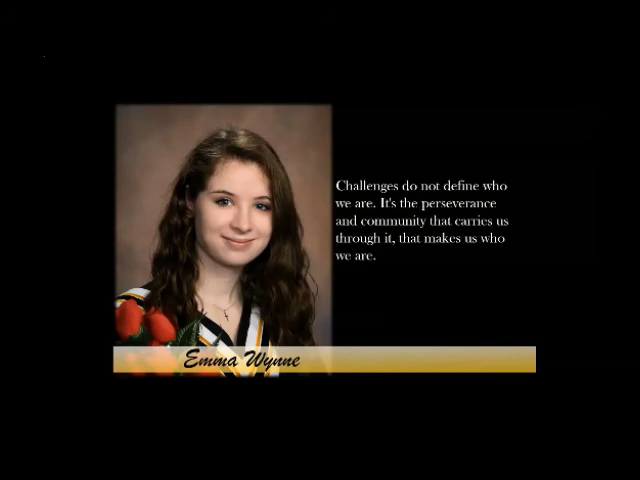 Challenges do not define who
we are. It's the perseverance
and community that carries us
through it, that makes us who
we are.
Emma Wynne